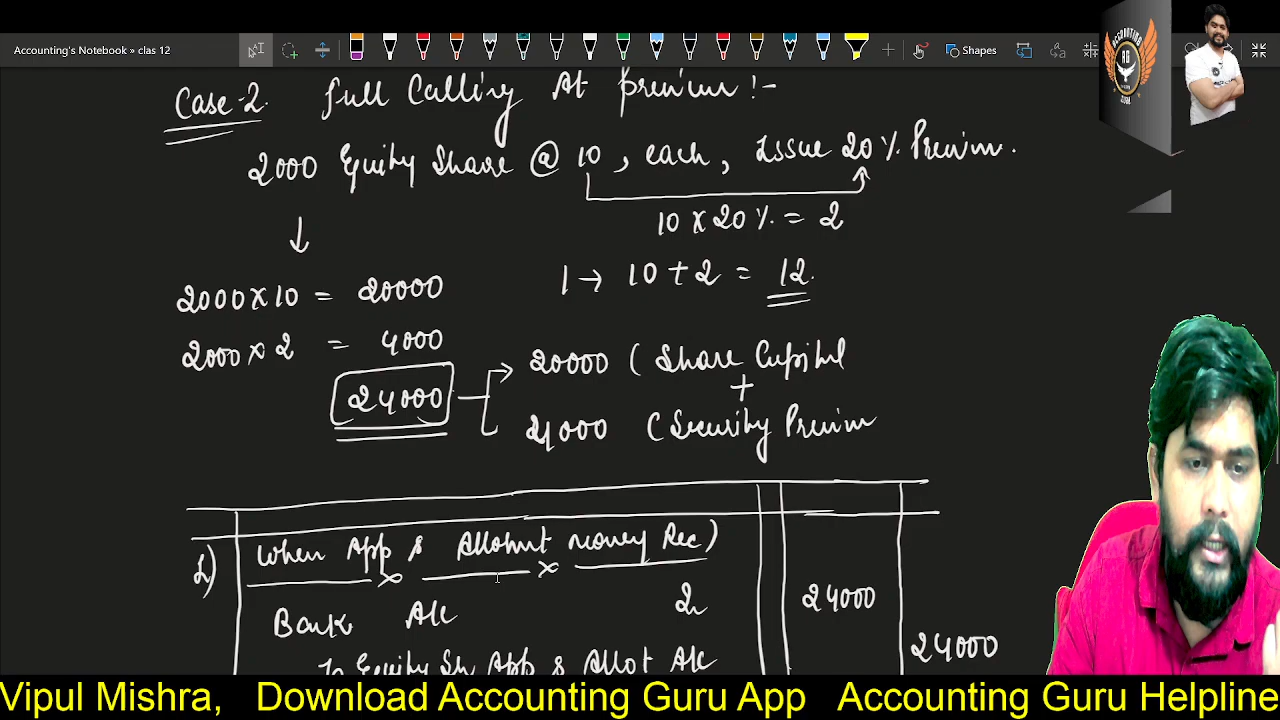 Accounting's Notebook » clas 12
Shapes
ACCOUNTING
AG
GURU
Case-2. Full Calling At Premium :-
2000 Equity Share @ 10, each, Issue 20% Premium.
10 x 20% = 2
1 → 10 + 2 = 12.
2000 x 10 = 20000
2000 x 2 = 4000
24000
20000 ( Share Capital
+
4000 ( Security Premium
1) When App & Allotment money Rec)
Bank A/c Dr 24000
To Equity Sh App & Allot A/c 24000
Vipul Mishra, Download Accounting Guru App Accounting Guru Helpline